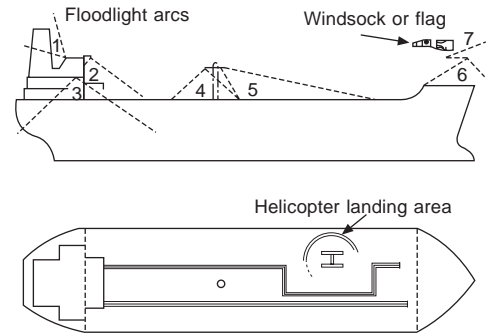 Floodlight arcs
Windsock or flag
1
2
3
4
5
6
7
Helicopter landing area
H